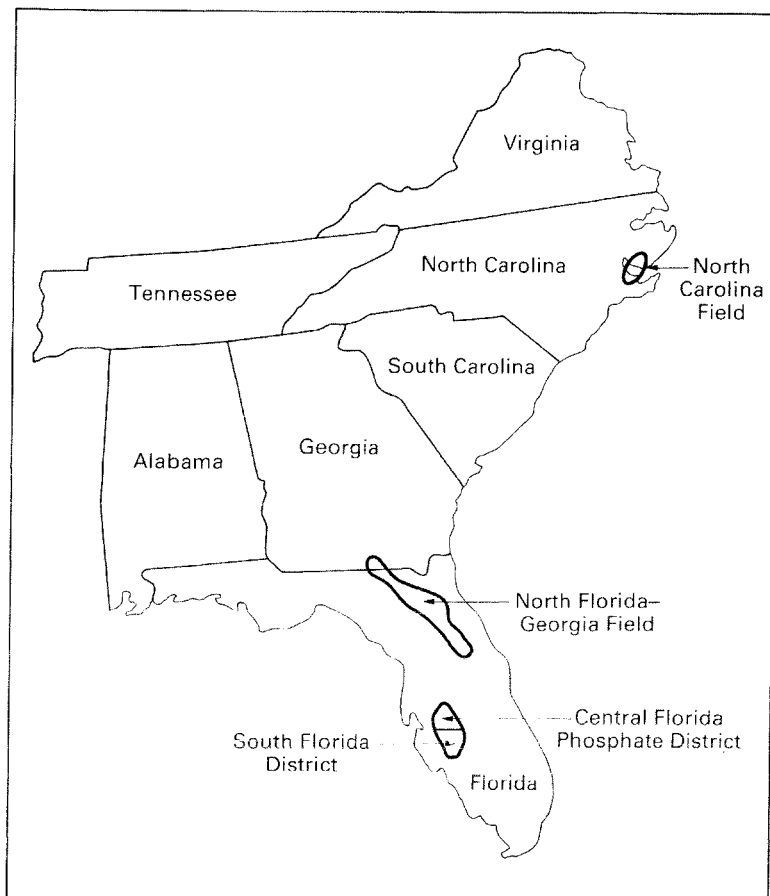 Virginia
North Carolina
North
Carolina
Field
Tennessee
South Carolina
Alabama
Georgia
North Florida–
Georgia Field
Central Florida
Phosphate District
South Florida
District
Florida